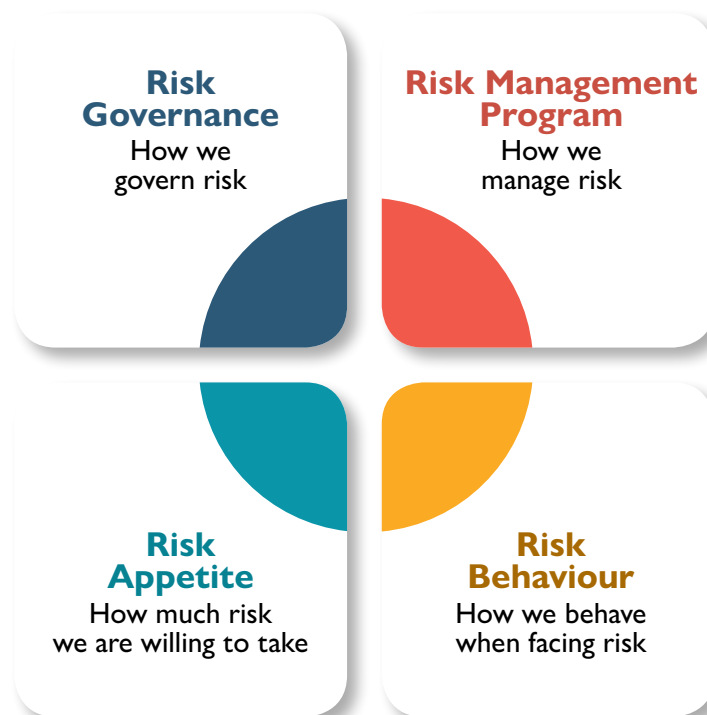 Risk
Governance
How we
govern risk
Risk Management
Program
How we
manage risk
Risk
Appetite
How much risk
we are willing to take
Risk
Behaviour
How we behave
when facing risk